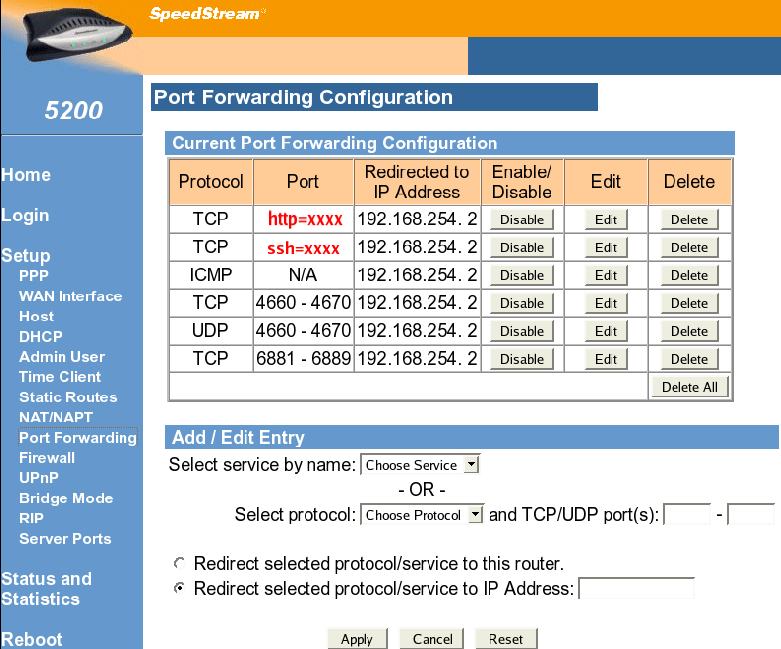 SpeedStream®
5200
Home
Login
Setup
PPP
WAN Interface
Host
DHCP
Admin User
Time Client
Static Routes
NAT/NAPT
Port Forwarding
Firewall
UPnP
Bridge Mode
RIP
Server Ports
Status and
Statistics
Reboot
Port Forwarding Configuration
Current Port Forwarding Configuration
Protocol Port Redirected to IP Address Enable/ Disable Edit Delete
TCP http=xxxx 192.168.254. 2 Disable Edit Delete
TCP ssh=xxxx 192.168.254. 2 Disable Edit Delete
ICMP N/A 192.168.254. 2 Disable Edit Delete
TCP 4660 - 4670 192.168.254. 2 Disable Edit Delete
UDP 4660 - 4670 192.168.254. 2 Disable Edit Delete
TCP 6881 - 6889 192.168.254. 2 Disable Edit Delete
Delete All
Add / Edit Entry
Select service by name: Choose Service
- OR -
Select protocol: Choose Protocol and TCP/UDP port(s): -
Redirect selected protocol/service to this router.
Redirect selected protocol/service to IP Address:
Apply Cancel Reset